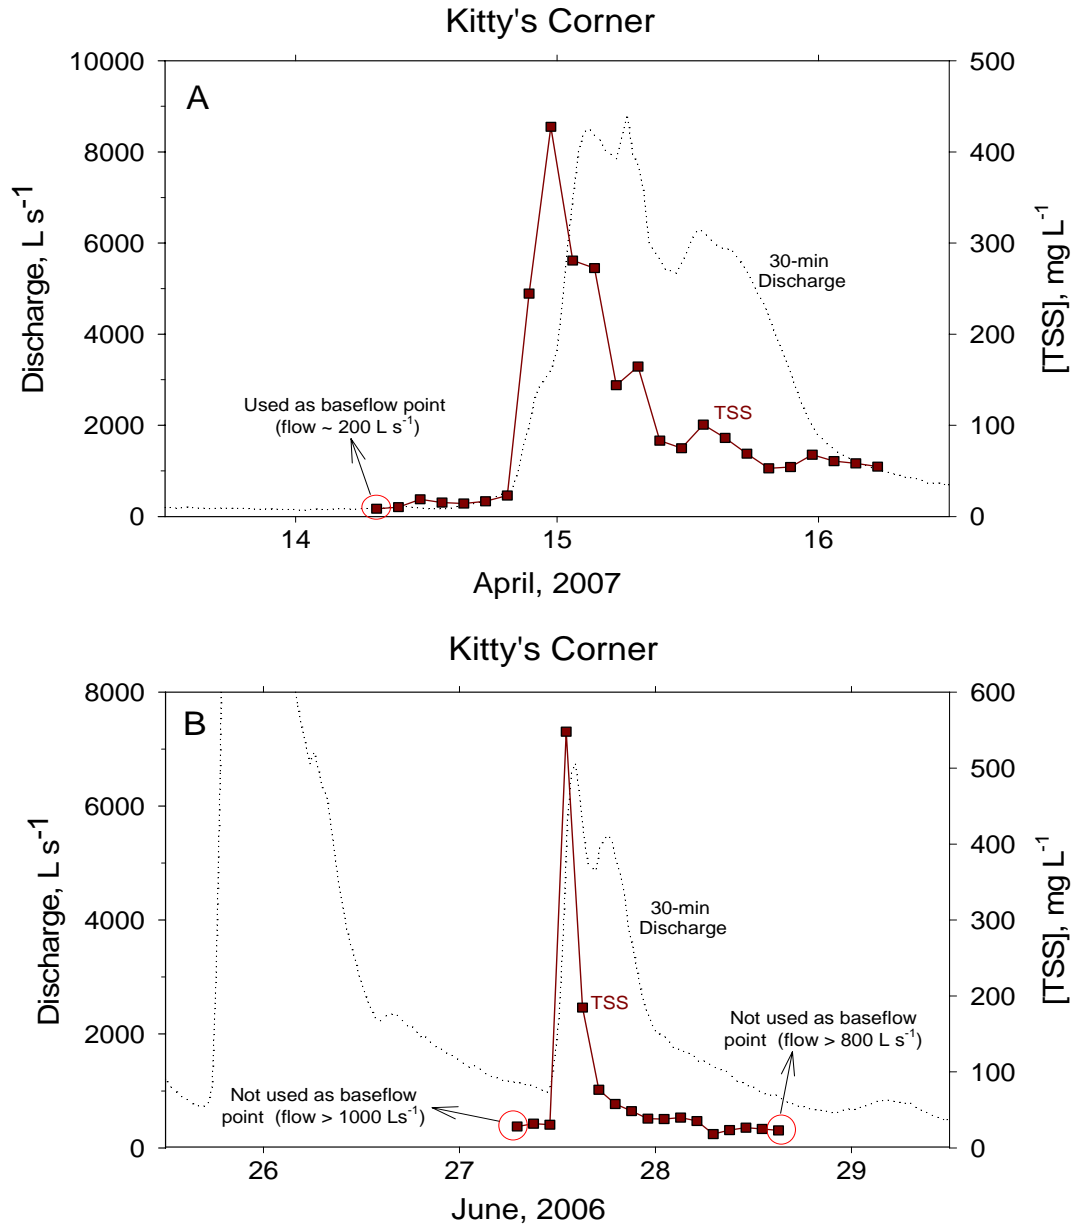 Kitty's Corner
A
10000
8000
6000
4000
2000
0
Discharge, L s-1
500
400
300
200
100
0
[TSS], mg L-1
30-min
Discharge
TSS
Used as baseflow point
(flow ~ 200 L s-1)
14
15
16
April, 2007
Kitty's Corner
B
8000
6000
4000
2000
0
Discharge, L s-1
600
500
400
300
200
100
0
[TSS], mg L-1
30-min
Discharge
TSS
Not used as baseflow
point (flow > 800 L s-1)
Not used as baseflow
point (flow > 1000 Ls-1)
26
27
28
29
June, 2006